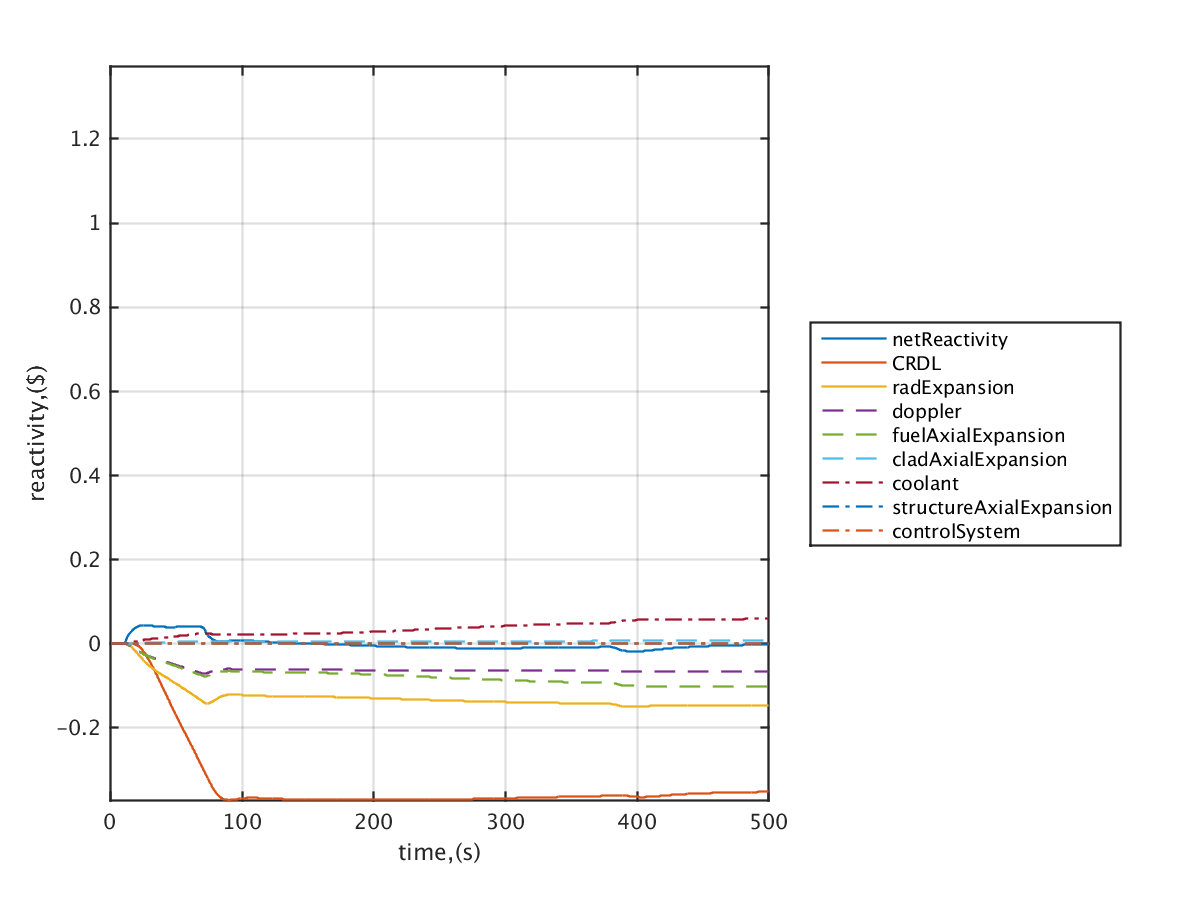 1.2
1
0.8
0.6
0.4
0.2
0
−0.2
reactivity,($)
0
100
200
300
400
500
time,(s)
netReactivity
CRDL
radExpansion
doppler
fuelAxialExpansion
cladAxialExpansion
coolant
structureAxialExpansion
controlSystem